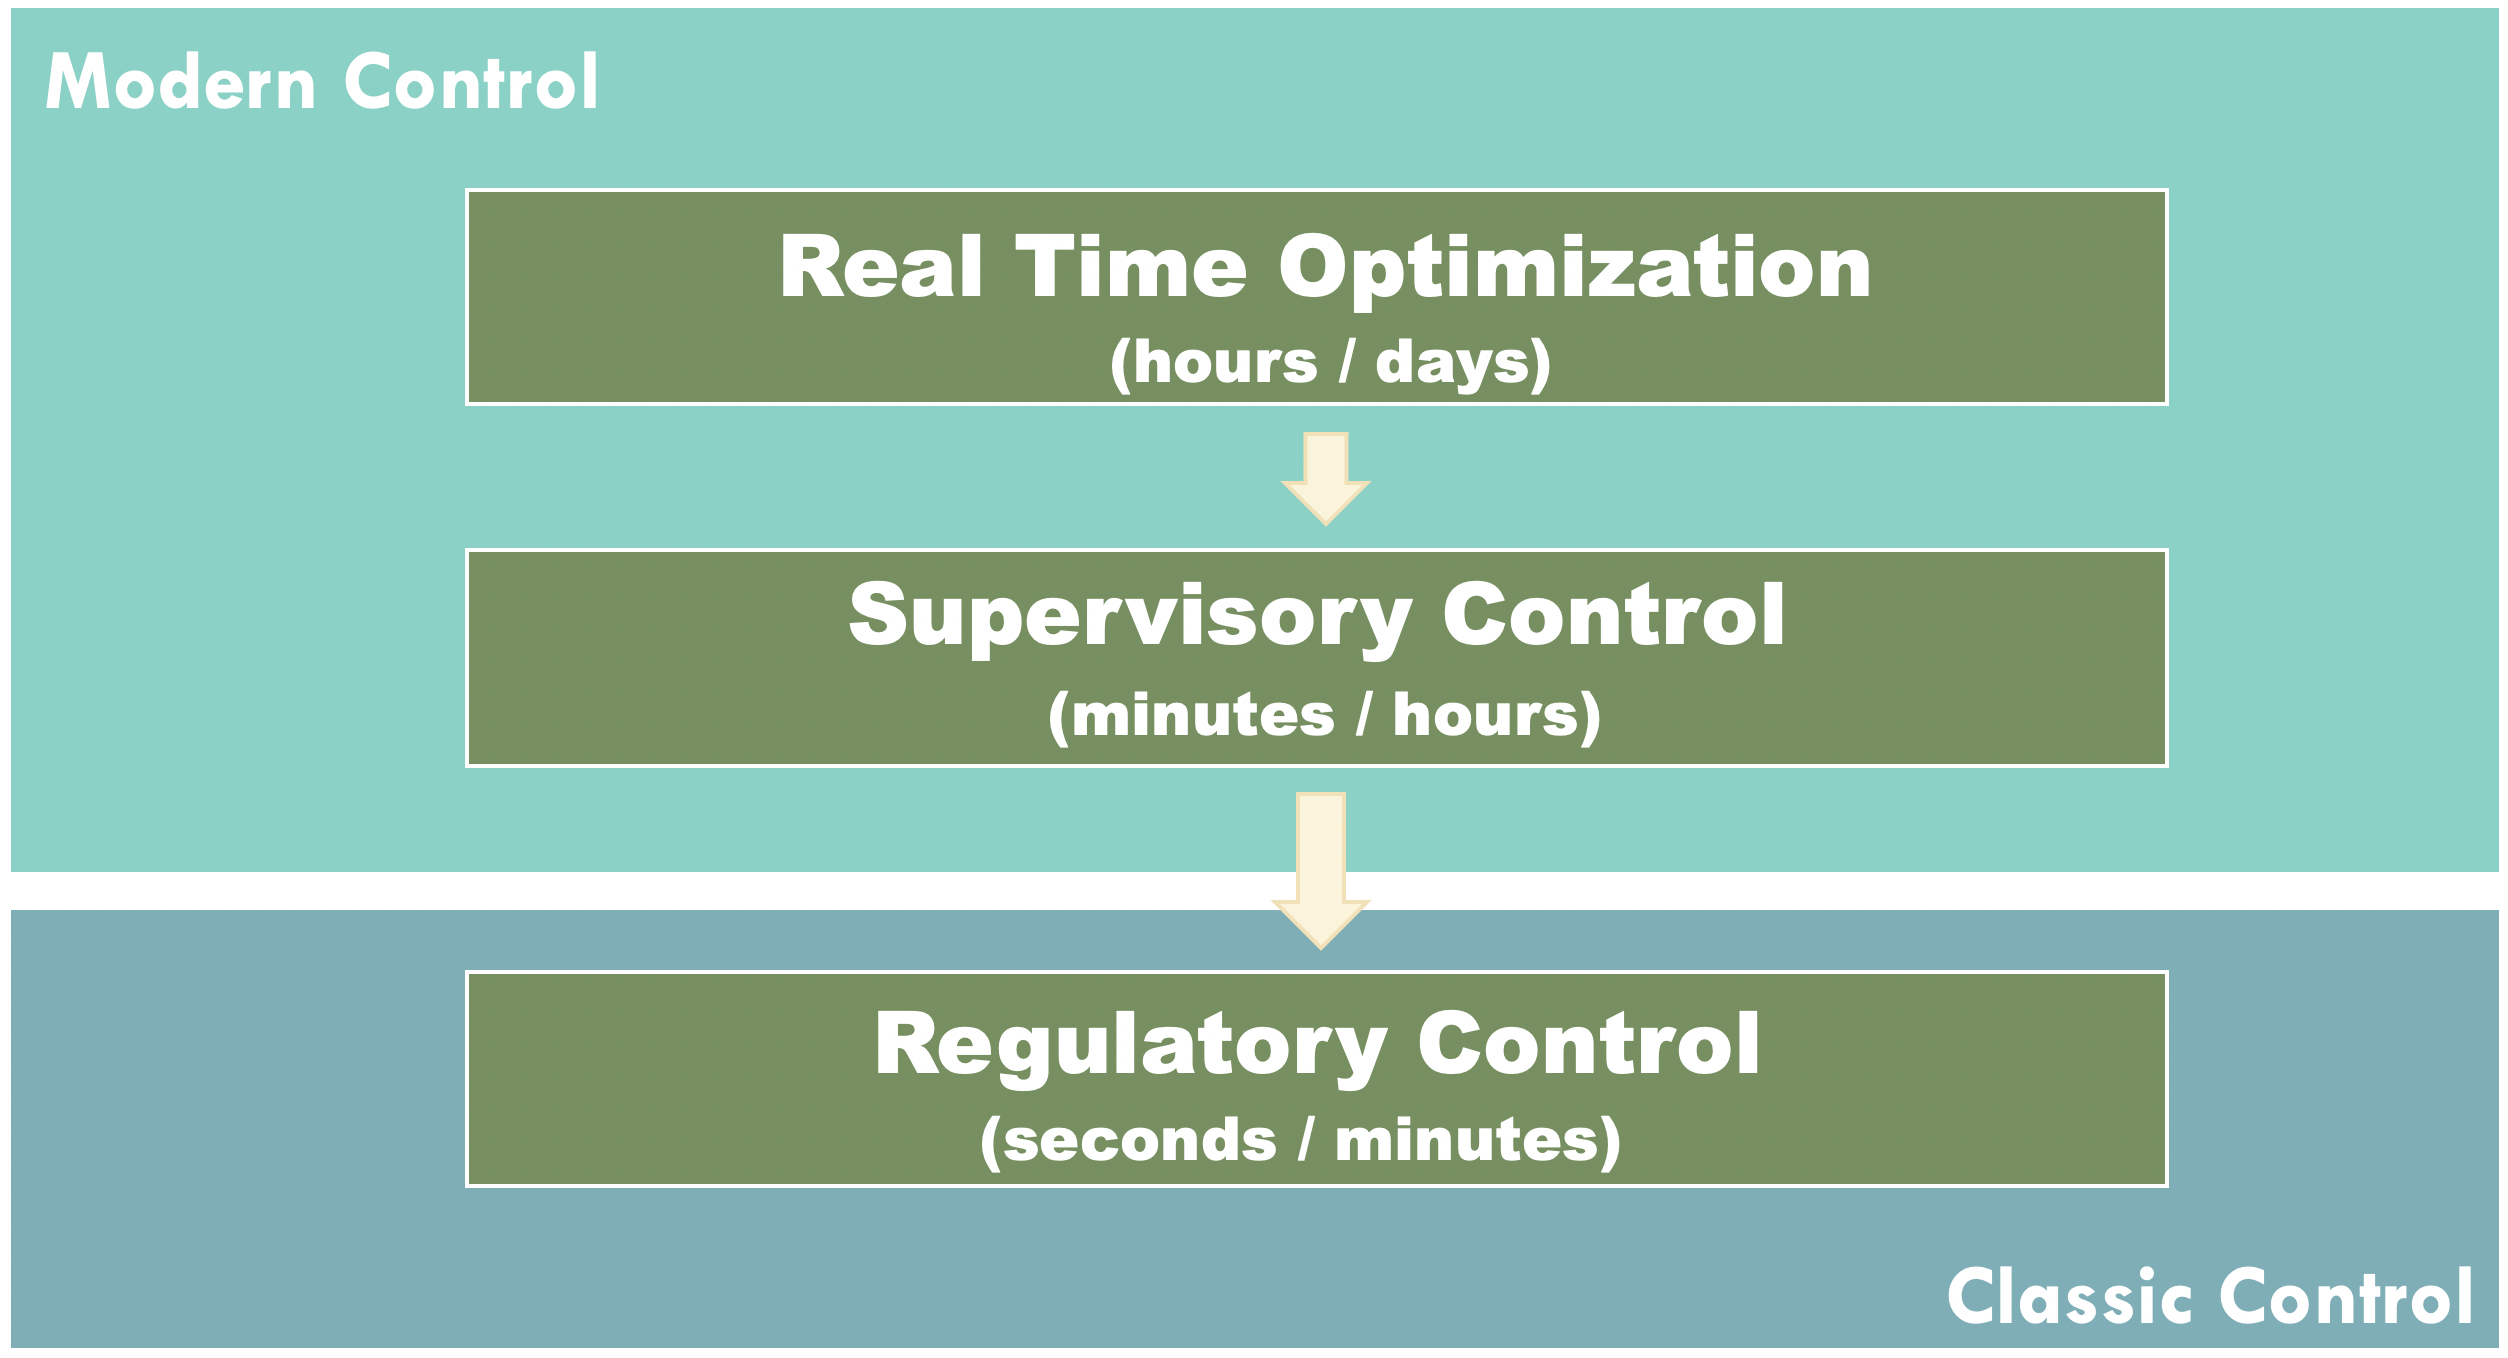 Modern Control
Real Time Optimization
(hours / days)
Supervisory Control
(minutes / hours)
Regulatory Control
(seconds / minutes)
Classic Control